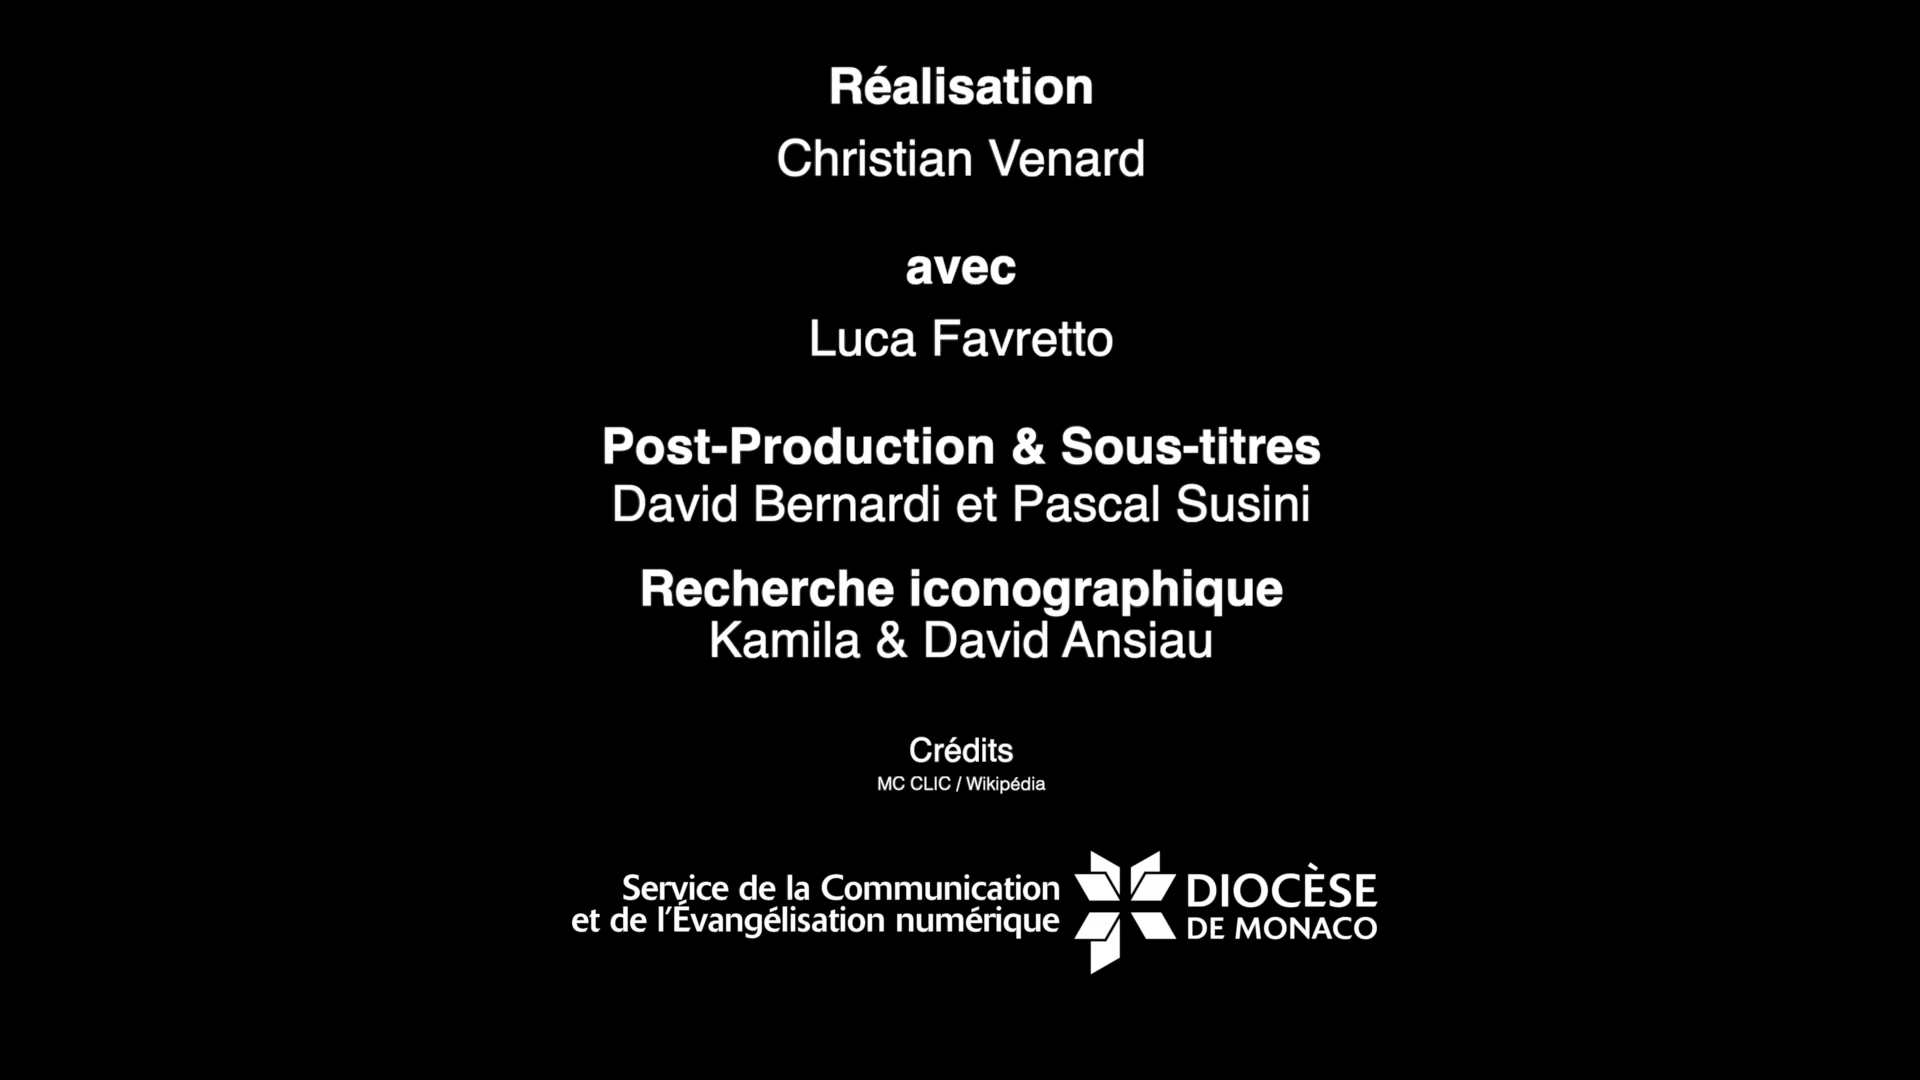 Réalisation
Christian Venard
avec
Luca Favretto
Post-Production & Sous-titres
David Bernardi et Pascal Susini
Recherche iconographique
Kamila & David Ansiau
Crédits
MC CLIC / Wikipédia
Service de la Communication
et de l'Évangélisation numérique
DIOCÈSE
DE MONACO